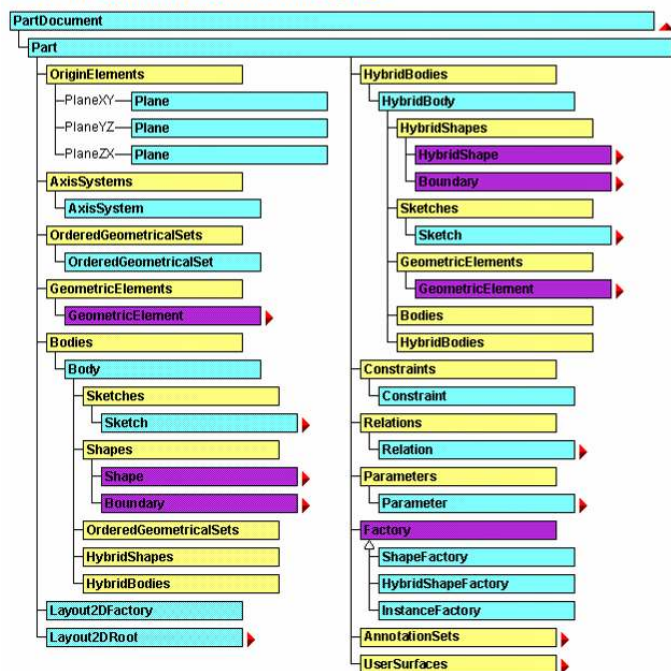 PartDocument
Part
OriginElements
PlaneXY Plane
PlaneYZ Plane
PlaneZX Plane
AxisSystems
AxisSystem
OrderedGeometricalSets
OrderedGeometricalSet
GeometricElements
GeometricElement
Bodies
Body
Sketches
Sketch
Shapes
Shape
Boundary
OrderedGeometricalSets
HybridShapes
HybridBodies
Layout2DFactory
Layout2DRoot
HybridBodies
HybridBody
HybridShapes
HybridShape
Boundary
Sketches
Sketch
GeometricElements
GeometricElement
Bodies
HybridBodies
Constraints
Constraint
Relations
Relation
Parameters
Parameter
Factory
ShapeFactory
HybridShapeFactory
InstanceFactory
AnnotationSets
UserSurfaces